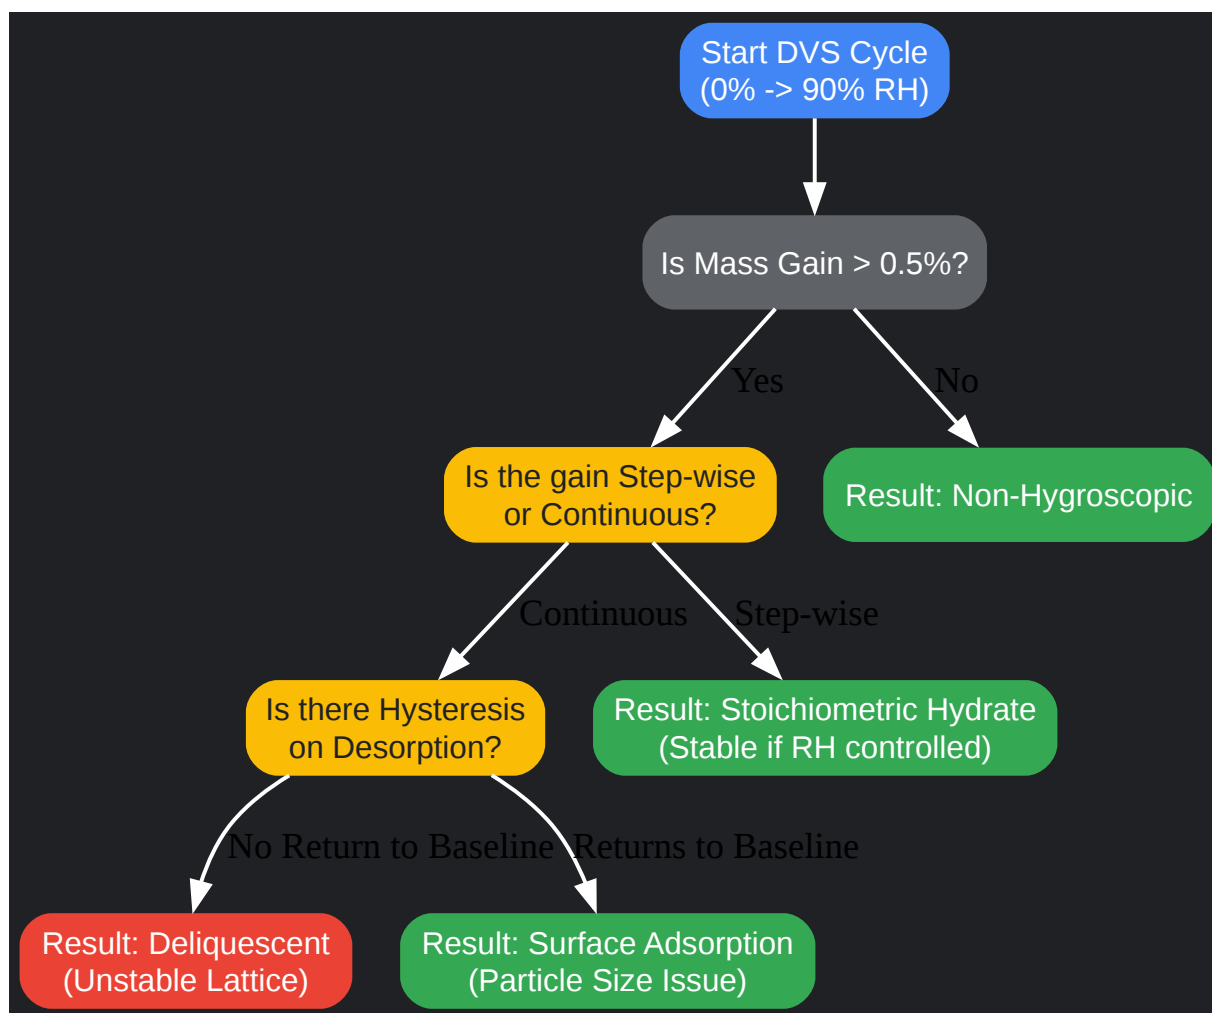 Start DVS Cycle
(0% -> 90% RH)
Is Mass Gain > 0.5%?
Yes
No
Is the gain Step-wise
or Continuous?
Result: Non-Hygroscopic
Continuous
Step-wise
Is there Hysteresis
on Desorption?
Result: Stoichiometric Hydrate
(Stable if RH controlled)
No Return to Baseline
Returns to Baseline
Result: Deliquescent
(Unstable Lattice)
Result: Surface Adsorption
(Particle Size Issue)